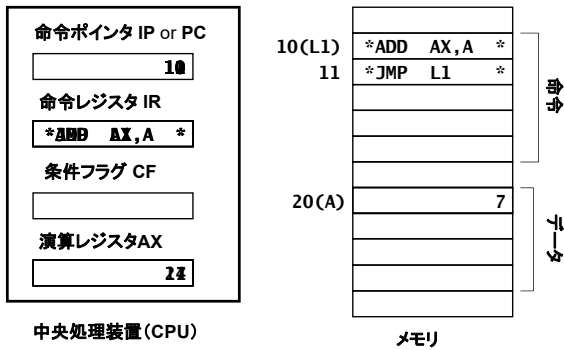 命令ポインタ IP or PC
命令レジスタ IR
条件フラグ CF
演算レジスタAX
中央処理装置(CPU)
10(L1) *ADD AX,A *
11 *JMP L1 *
20(A) 7
命令
データ
メモリ